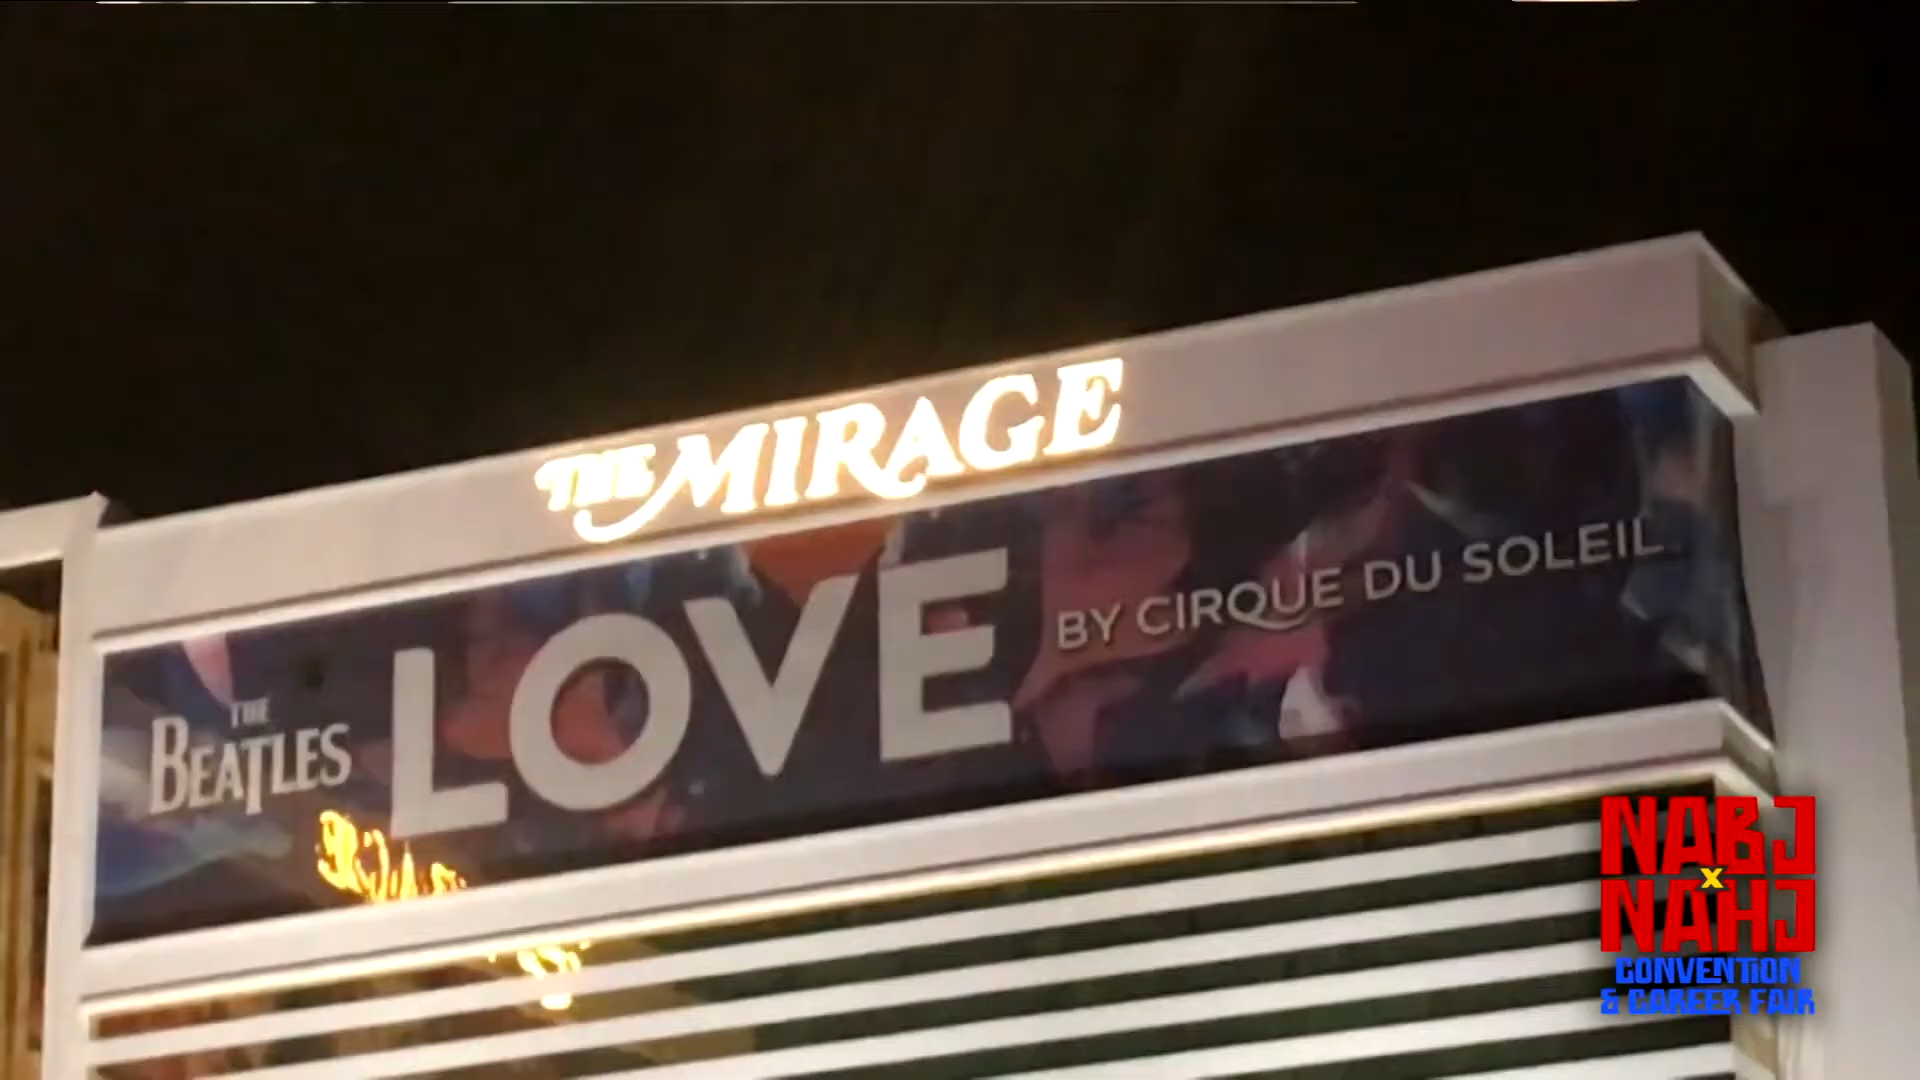 THE MIRAGE
THE
BEATLES
LOVE
BY CIRQUE DU SOLEIL
NABJ
x
NAHJ
CONVENTION
& CAREER FAIR